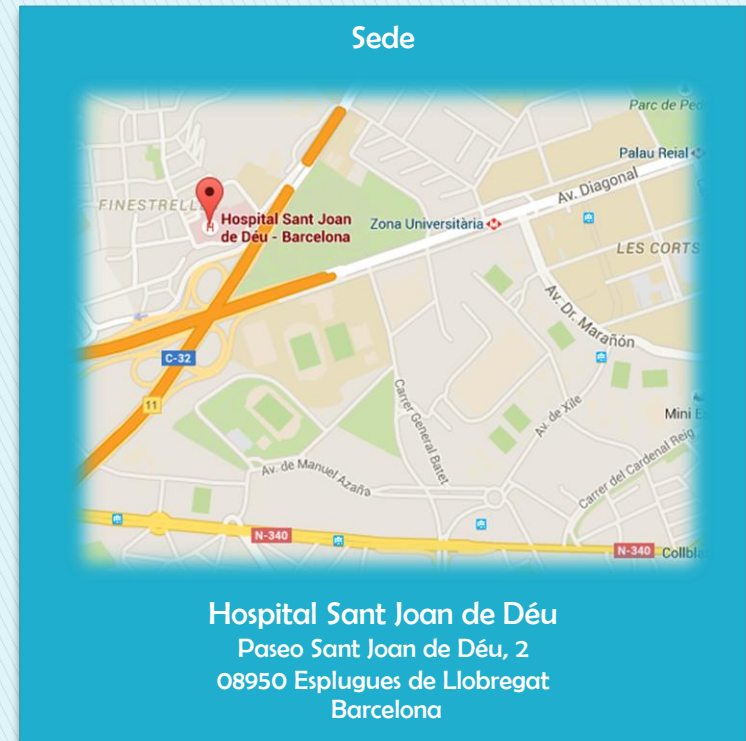 Sede
Parc de Ped
Palau Reial
Av. Diagonal
FINESTRELL
Hospital Sant Joan
de Déu - Barcelona
Zona Universitària
LES CORTS
Av. Dr. Marañón
C-32
11
Carrer General Batet
Av. de Xile
Mini E
Carrer del Cardenal Reig
Av. de Manuel Azaña
N-340
N-340
Collbla
Hospital Sant Joan de Déu
Paseo Sant Joan de Déu, 2
08950 Esplugues de Llobregat
Barcelona